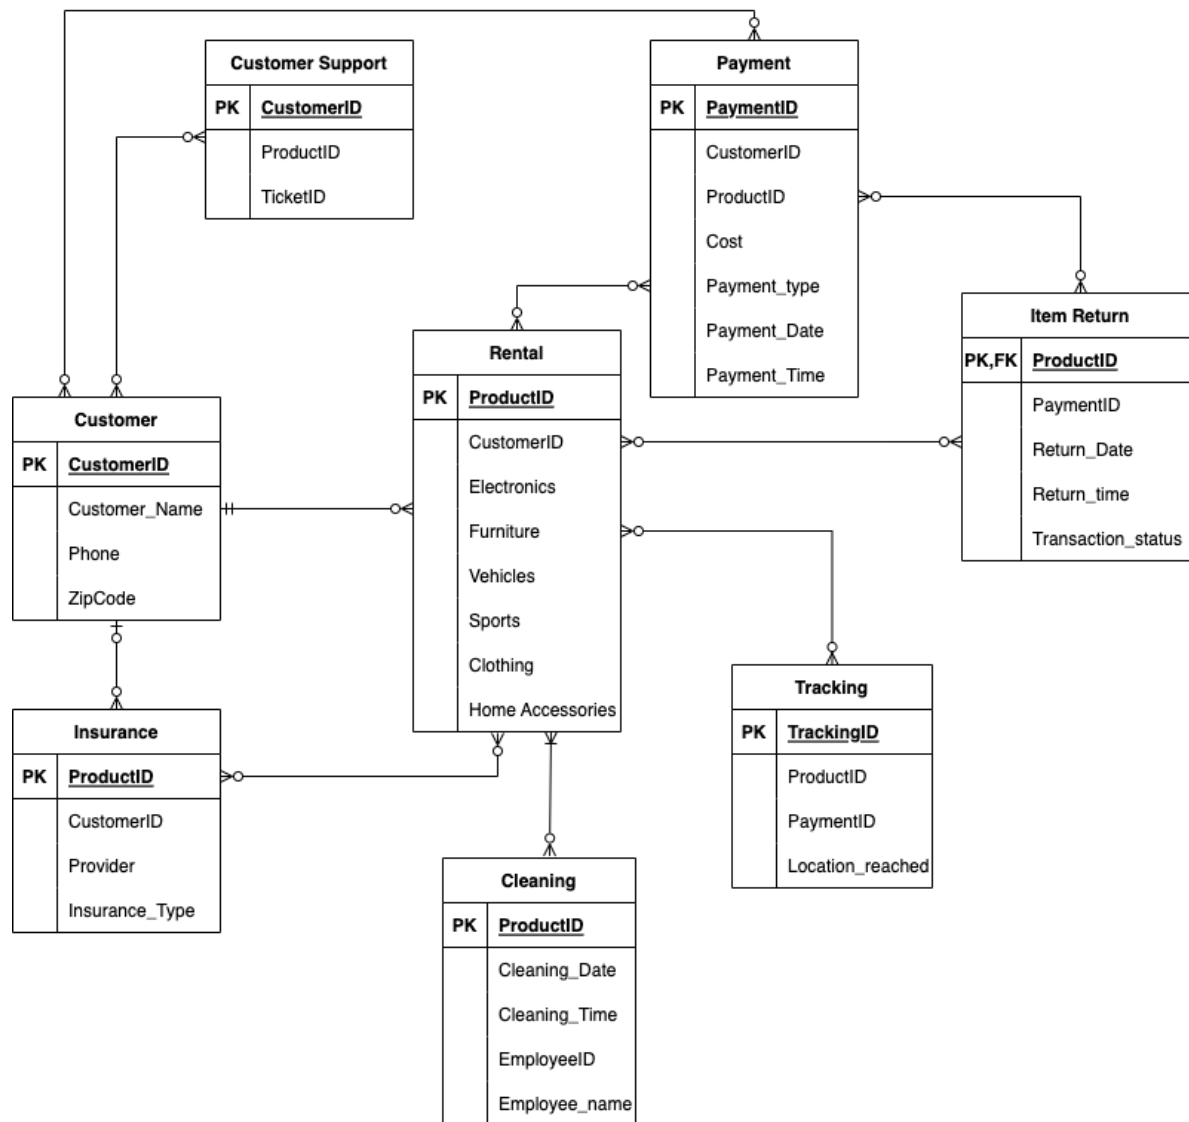 Customer Support
PK CustomerID
ProductID
TicketID
Payment
PK PaymentID
CustomerID
ProductID
Cost
Payment_type
Payment_Date
Payment_Time
Item Return
PK,FK ProductID
PaymentID
Return_Date
Return_time
Transaction_status
Rental
PK ProductID
CustomerID
Electronics
Furniture
Vehicles
Sports
Clothing
Home Accessories
Customer
PK CustomerID
Customer_Name
Phone
ZipCode
Insurance
PK ProductID
CustomerID
Provider
Insurance_Type
Tracking
PK TrackingID
ProductID
PaymentID
Location_reached
Cleaning
PK ProductID
Cleaning_Date
Cleaning_Time
EmployeeID
Employee_name